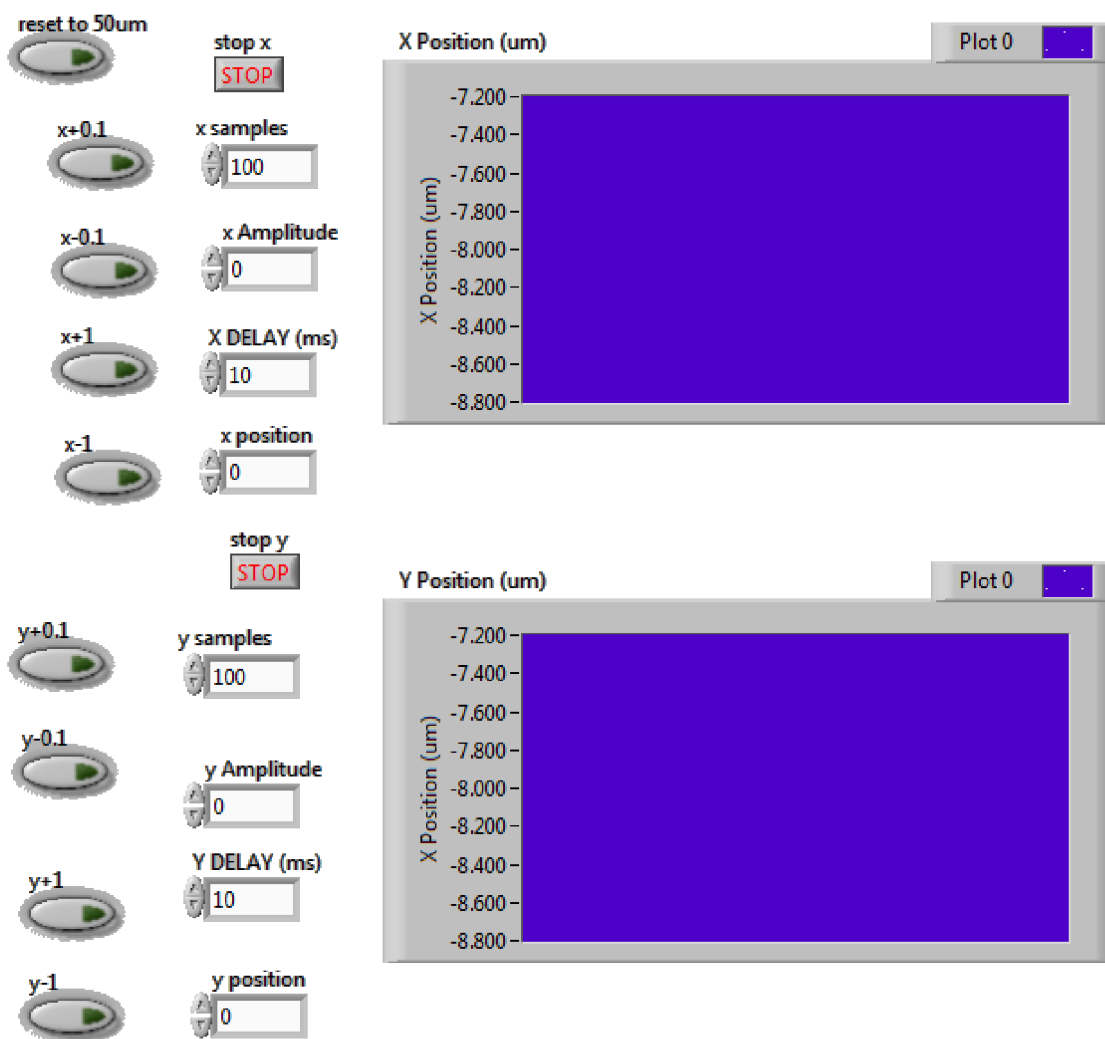 reset to 50um
stop x
STOP
x+0.1
x samples
100
x-0.1
x Amplitude
0
x+1
X DELAY (ms)
10
x-1
x position
0
X Position (um)
Plot 0
X Position (um)
-7.200
-7.400
-7.600
-7.800
-8.000
-8.200
-8.400
-8.600
-8.800
stop y
STOP
y+0.1
y samples
100
y-0.1
y Amplitude
0
y+1
Y DELAY (ms)
10
y-1
y position
0
Y Position (um)
Plot 0
X Position (um)
-7.200
-7.400
-7.600
-7.800
-8.000
-8.200
-8.400
-8.600
-8.800